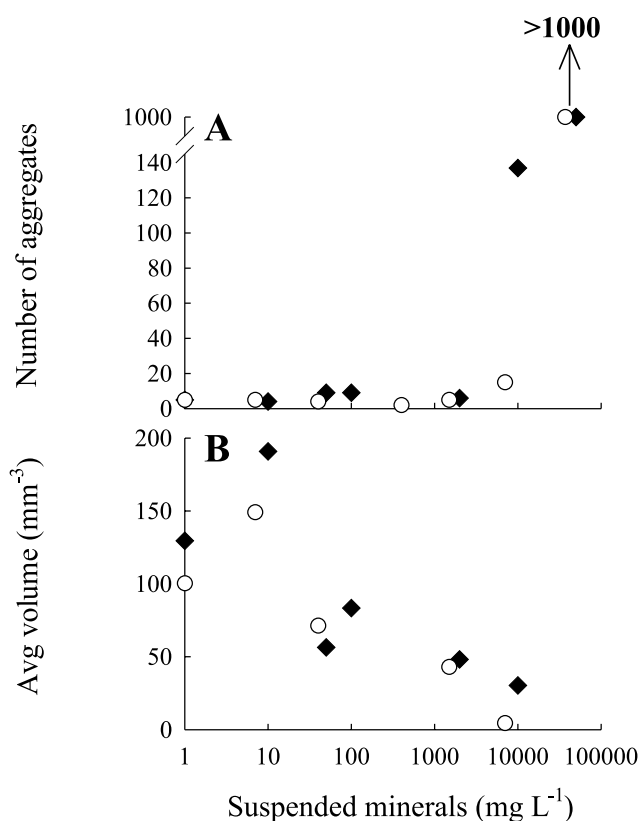 >1000
A
1000
140
120
100
80
60
40
20
0
Number of aggregates
B
200
150
100
50
0
Avg volume (mm⁻³)
1 10 100 1000 10000 100000
Suspended minerals (mg L⁻¹)